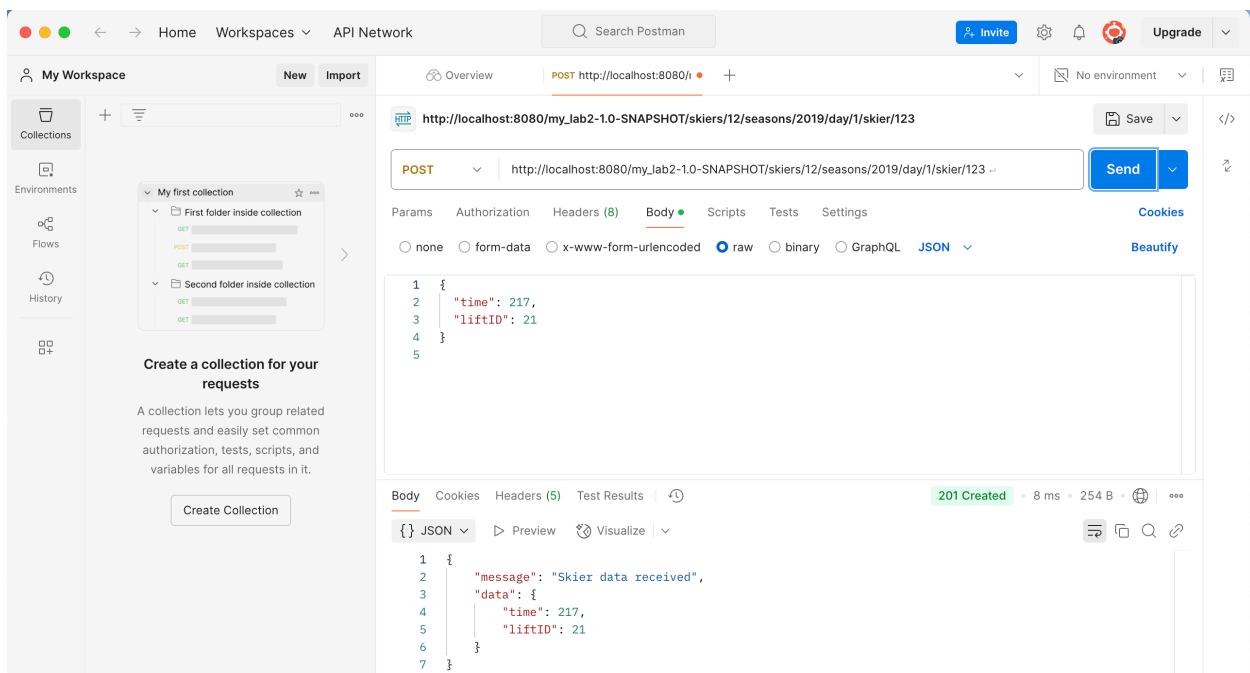 Home Workspaces API Network Search Postman Invite Upgrade
My Workspace New Import Overview POST http://localhost:8080/ No environment
Collections
Environments
Flows
History
My first collection
First folder inside collection
GET
POST
GET
Second folder inside collection
GET
GET
Create a collection for your
requests
A collection lets you group related
requests and easily set common
authorization, tests, scripts, and
variables for all requests in it.
Create Collection
HTTP http://localhost:8080/my_lab2-1.0-SNAPSHOT/skiers/12/seasons/2019/day/1/skier/123 Save
POST http://localhost:8080/my_lab2-1.0-SNAPSHOT/skiers/12/seasons/2019/day/1/skier/123 Send
Params Authorization Headers (8) Body Scripts Tests Settings Cookies
none form-data x-www-form-urlencoded raw binary GraphQL JSON Beautify
1 {
2 "time": 217,
3 "liftID": 21
4 }
5
Body Cookies Headers (5) Test Results 201 Created 8 ms 254 B
{} JSON Preview Visualize
1 {
2 "message": "Skier data received",
3 "data": {
4 "time": 217,
5 "liftID": 21
6 }
7 }